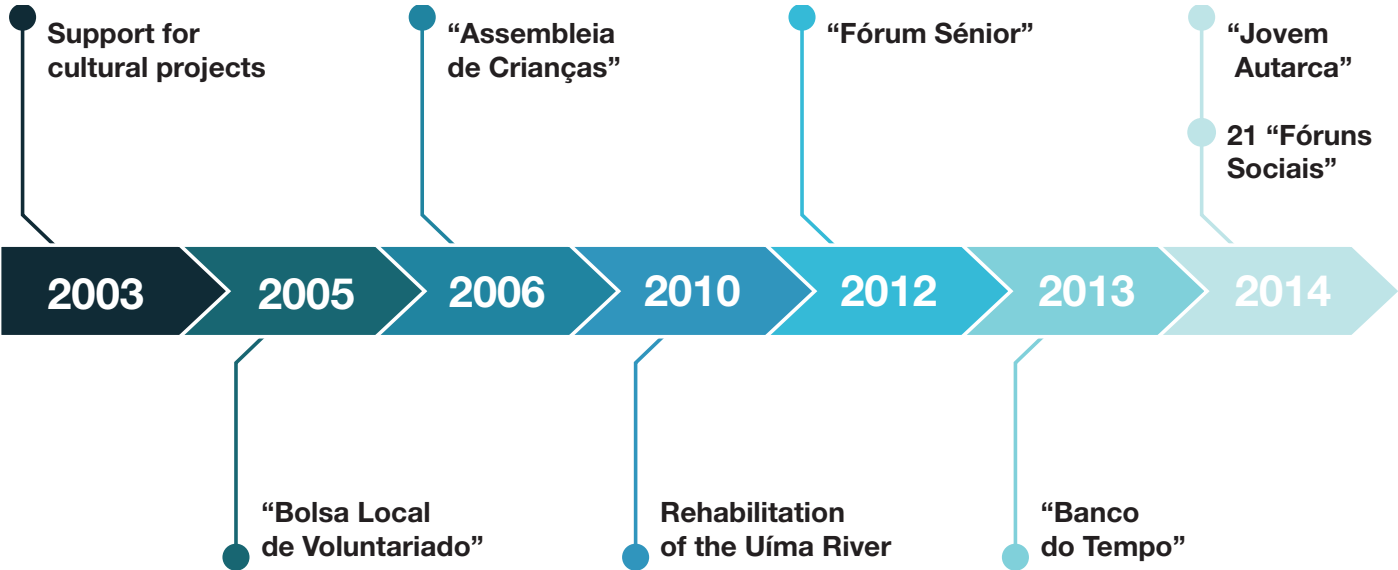 Support for
cultural projects
“Assembleia
de Crianças”
“Fórum Sénior”
“Jovem
Autarca”
21 “Fóruns
Sociais”
2003
2005
2006
2010
2012
2013
2014
“Bolsa Local
de Voluntariado”
Rehabilitation
of the Uíma River
“Banco
do Tempo”